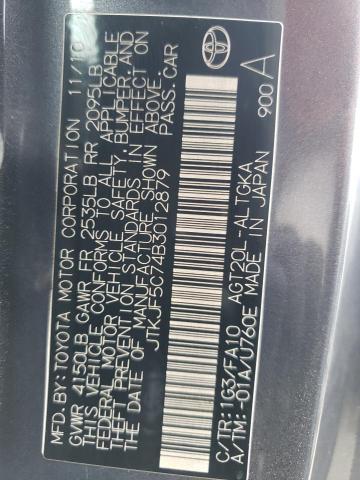 MFD. BY: TOYOTA MOTOR CORPORATION 11/10
GVWR 4150LB GAWR FR 2535LB RR 2095LB
THIS VEHICLE CONFORMS TO ALL APPLICABLE
FEDERAL MOTOR VEHICLE SAFETY, BUMPER, AND
THEFT PREVENTION STANDARDS IN EFFECT ON
THE DATE OF MANUFACTURE SHOWN ABOVE.
JTKJF5C74B3012879 PASS. CAR
C/TR: 1G3/FA10 AGT20L-ALTGKA
A/TM: -01A/U760E MADE IN JAPAN
900 A
TOYOTA